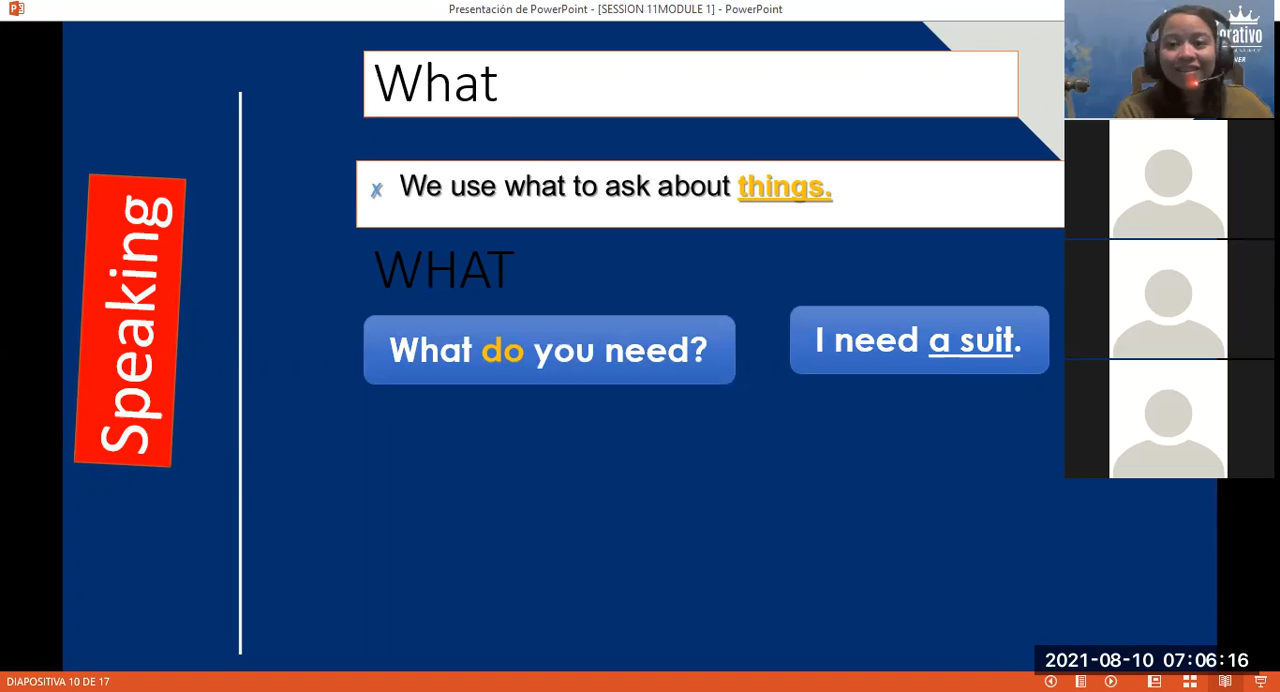 Presentación de PowerPoint - [SESSION 11MODULE 1] - PowerPoint
What
We use what to ask about things.
WHAT
What do you need?
I need a suit.
Speaking
2021-08-10 07:06:16
DIAPOSITIVA 10 DE 17